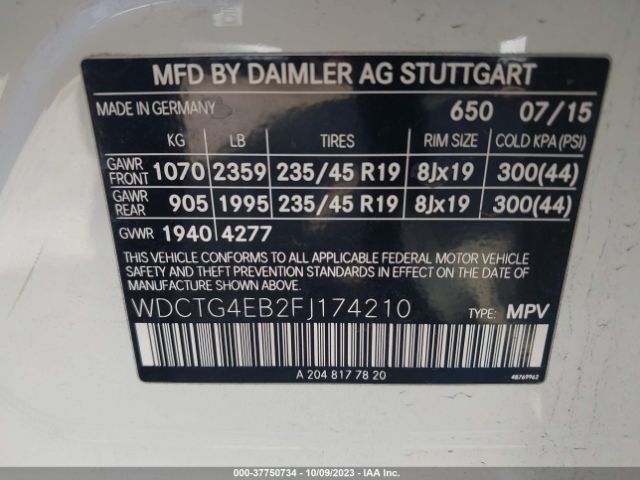 MFD BY DAIMLER AG STUTTGART
MADE IN GERMANY 650 07/15
KG LB TIRES RIM SIZE COLD KPA(PSI)
GAWR FRONT 1070 2359 235/45 R19 8Jx19 300(44)
GAWR REAR 905 1995 235/45 R19 8Jx19 300(44)
GVWR 1940 4277
THIS VEHICLE CONFORMS TO ALL APPLICABLE FEDERAL MOTOR VEHICLE
SAFETY AND THEFT PREVENTION STANDARDS IN EFFECT ON THE DATE OF
MANUFACTURE SHOWN ABOVE.
WDCTG4EB2FJ174210 TYPE: MPV
A 204 817 78 20 48769962
000-37750734 - 10/09/2023 - IAAI.COM